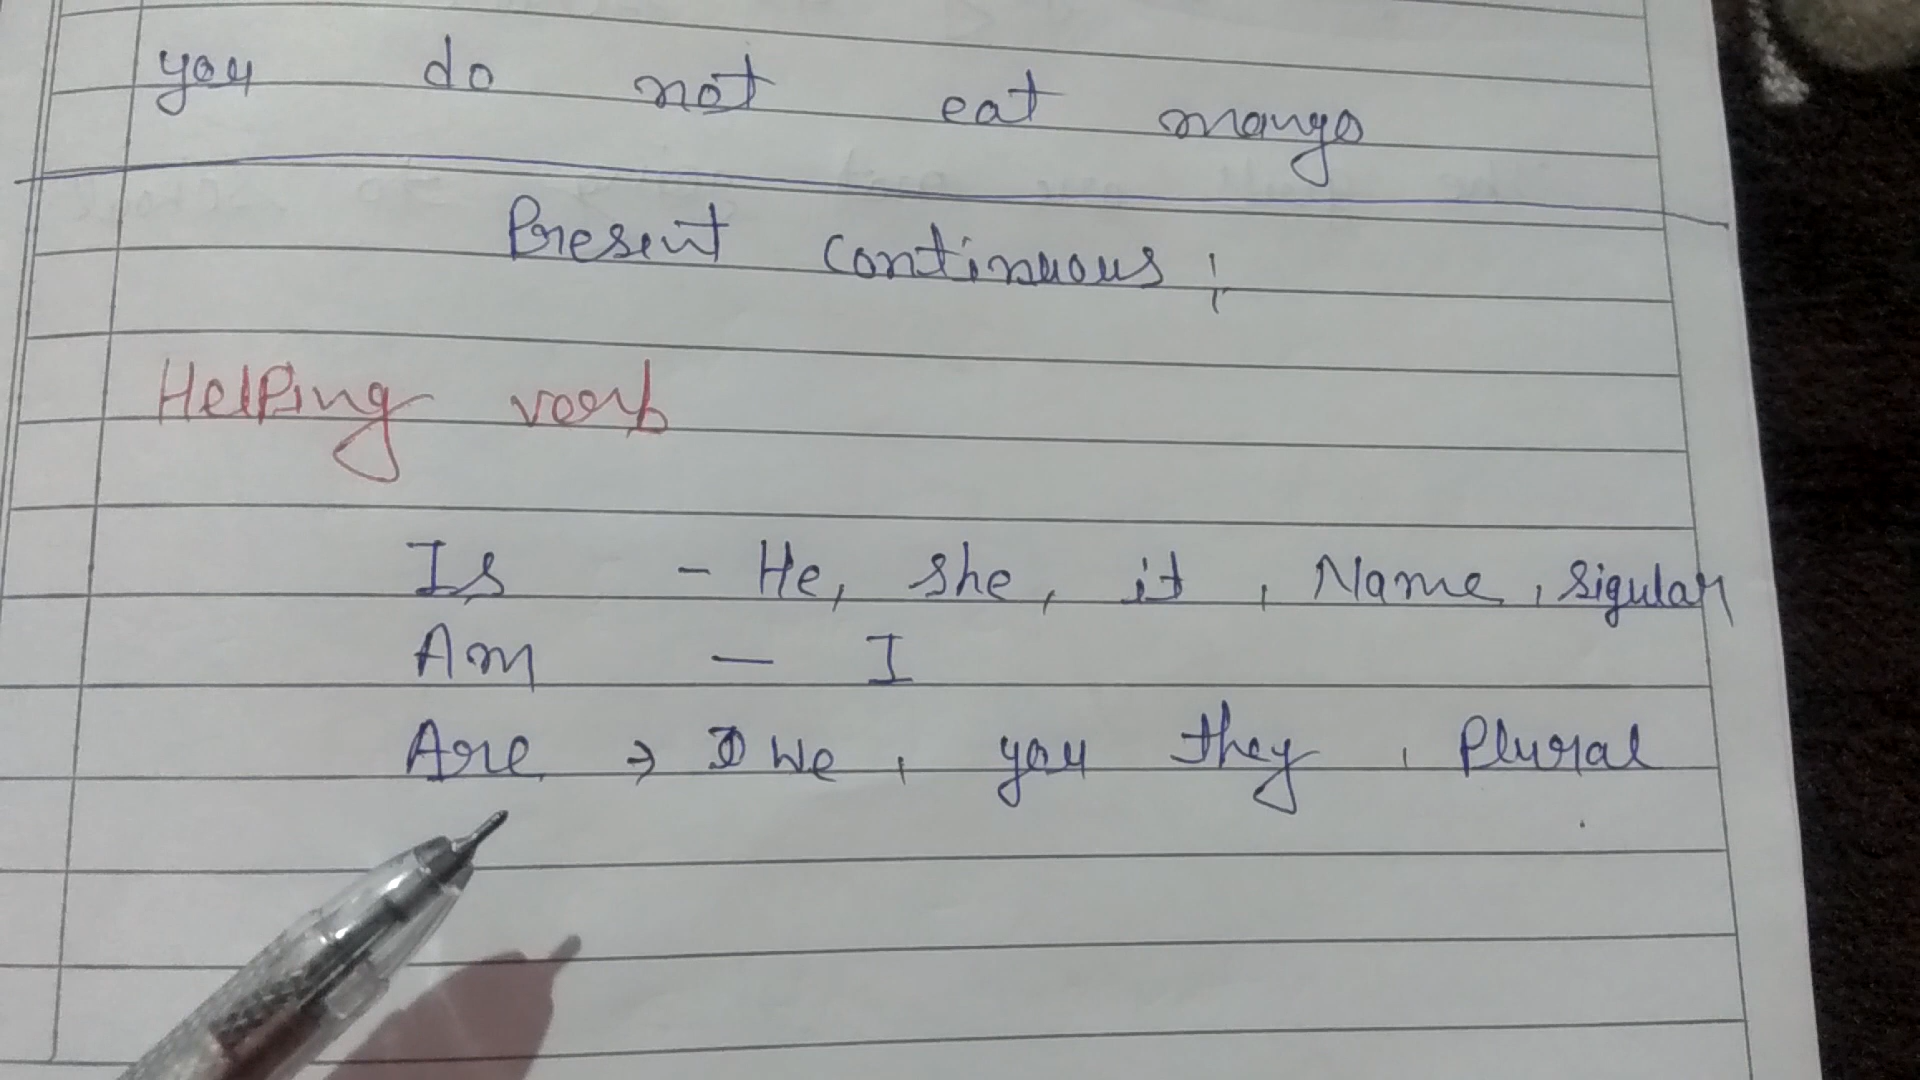 you do not eat mango
Present continuous :
Helping verb
Is - He, she, it, Name, sigular
Am - I
Are → We, you they, Plural